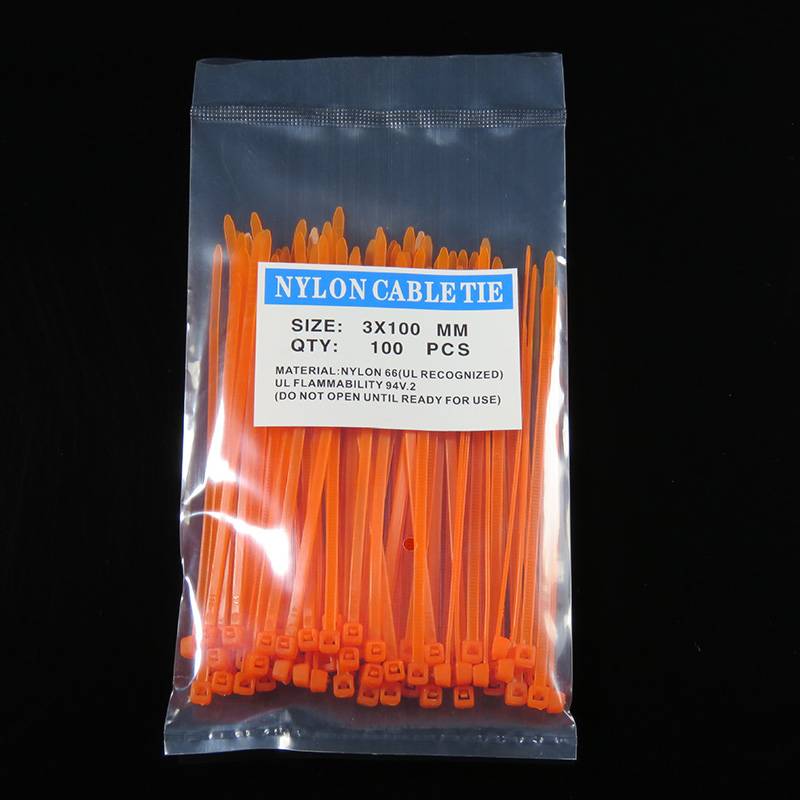 NYLON CABLE TIE
SIZE: 3X100 MM
QTY: 100 PCS
MATERIAL:NYLON 66(UL RECOGNIZED)
UL FLAMMABILITY 94V.2
(DO NOT OPEN UNTIL READY FOR USE)